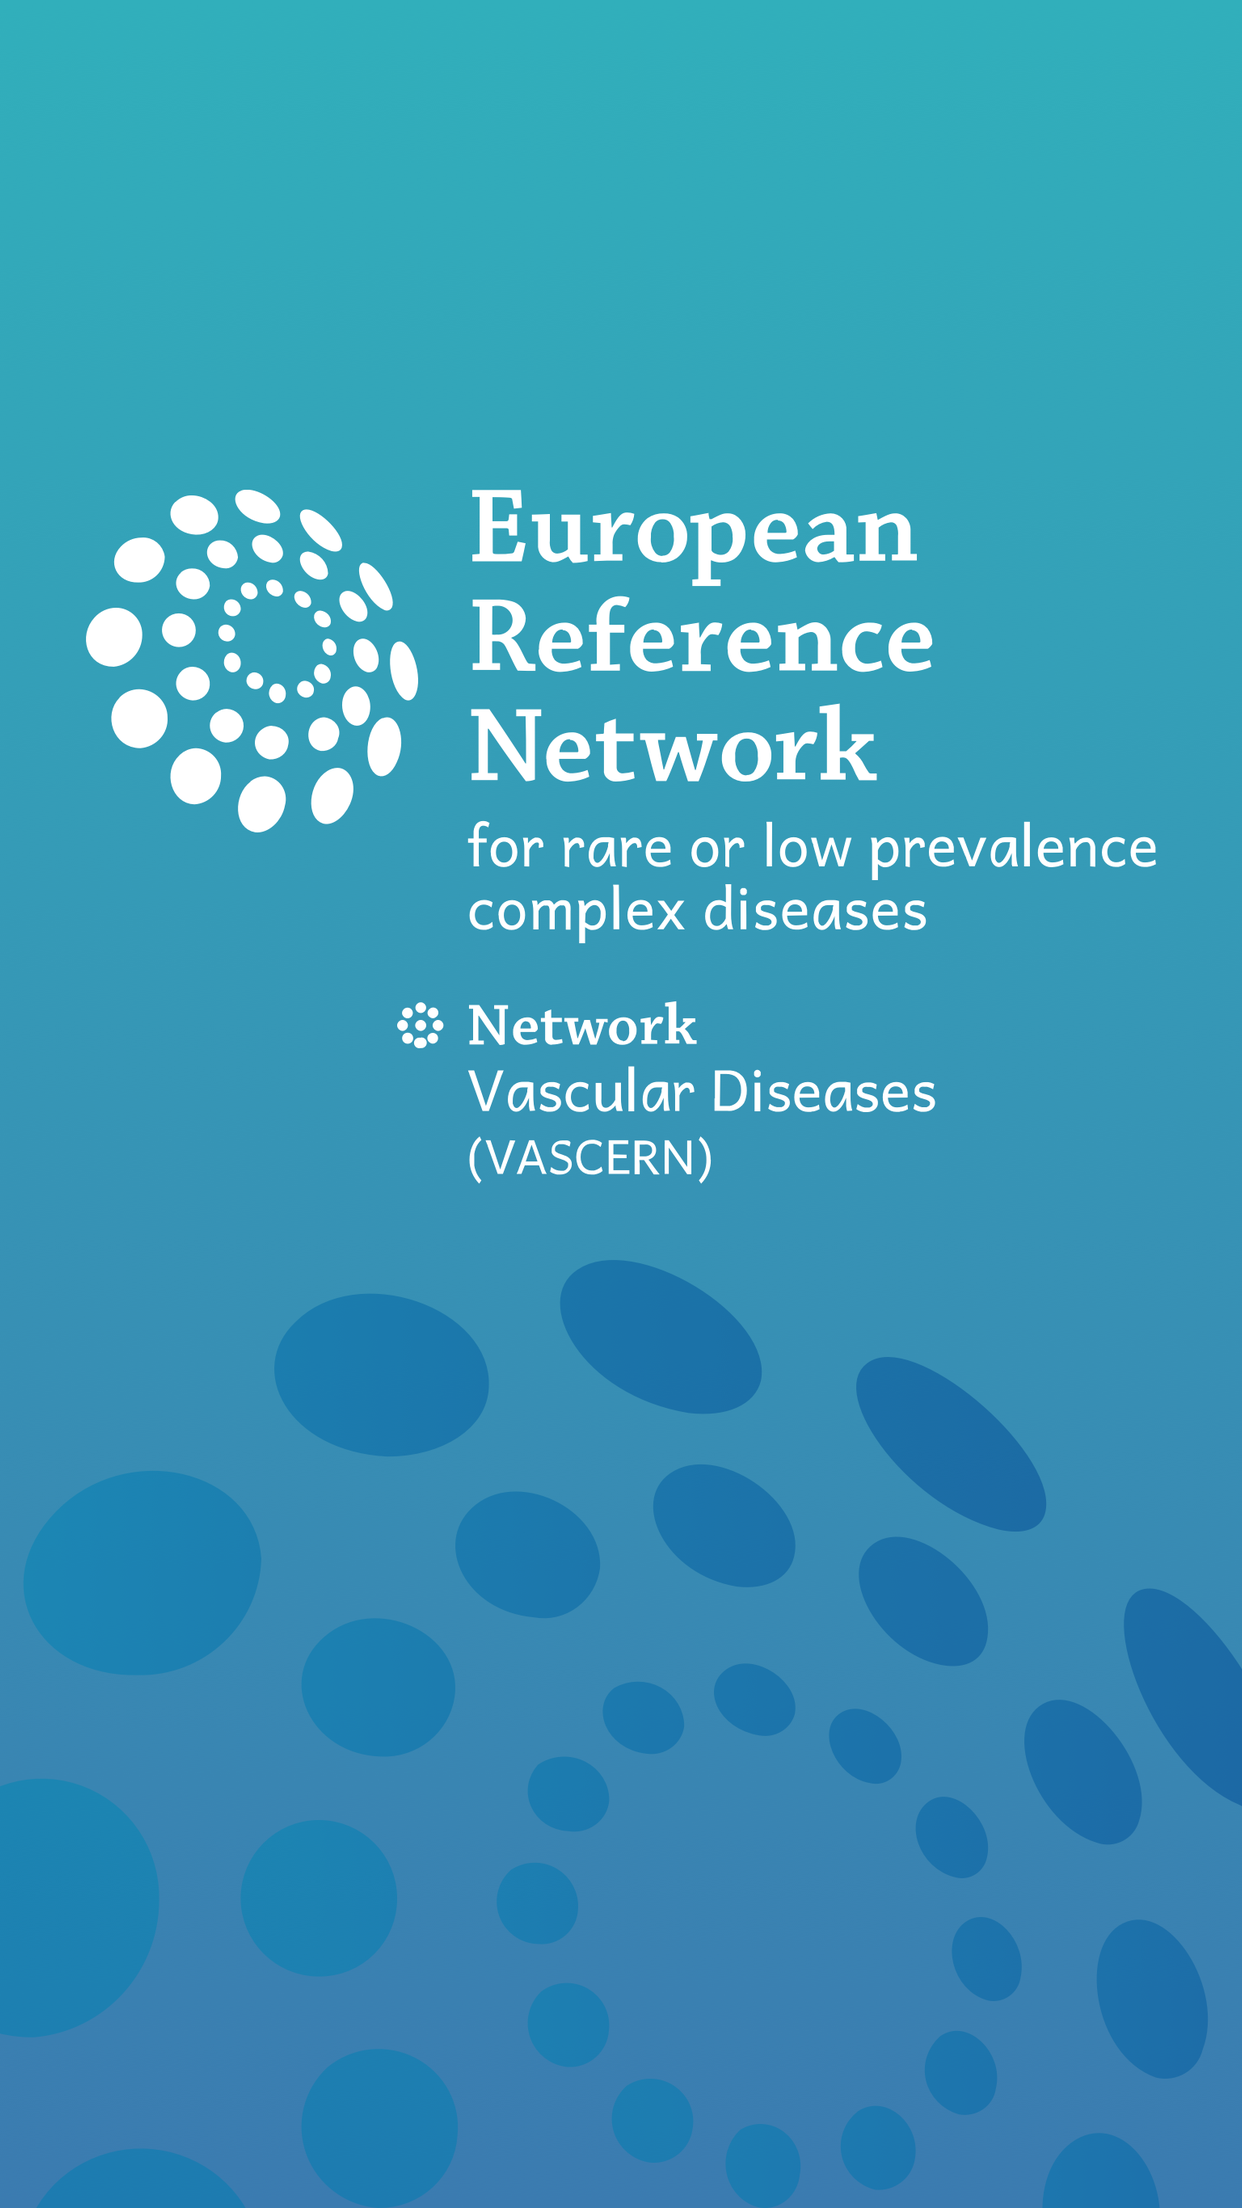 European
Reference
Network
for rare or low prevalence
complex diseases
Network
Vascular Diseases
(VASCERN)